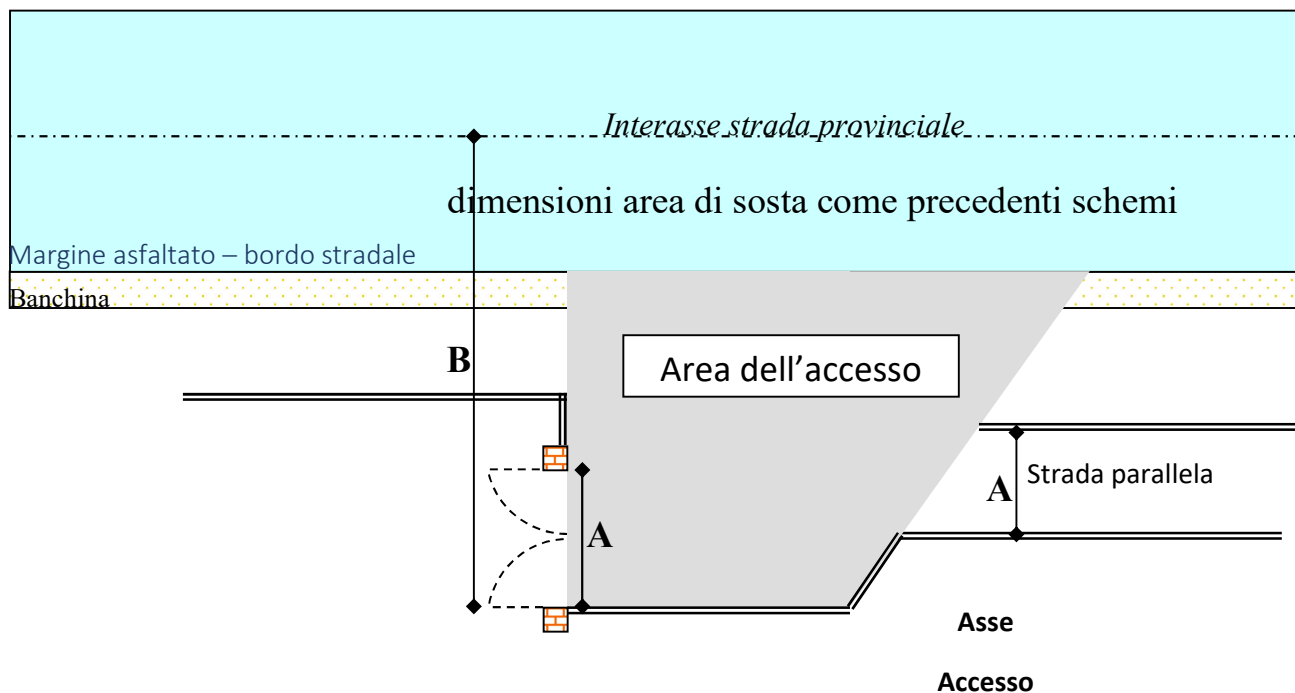 Interasse strada provinciale
dimensioni area di sosta come precedenti schemi
Margine asfaltato – bordo stradale
Banchina
B
Area dell’accesso
A
Strada parallela
A
Asse
Accesso